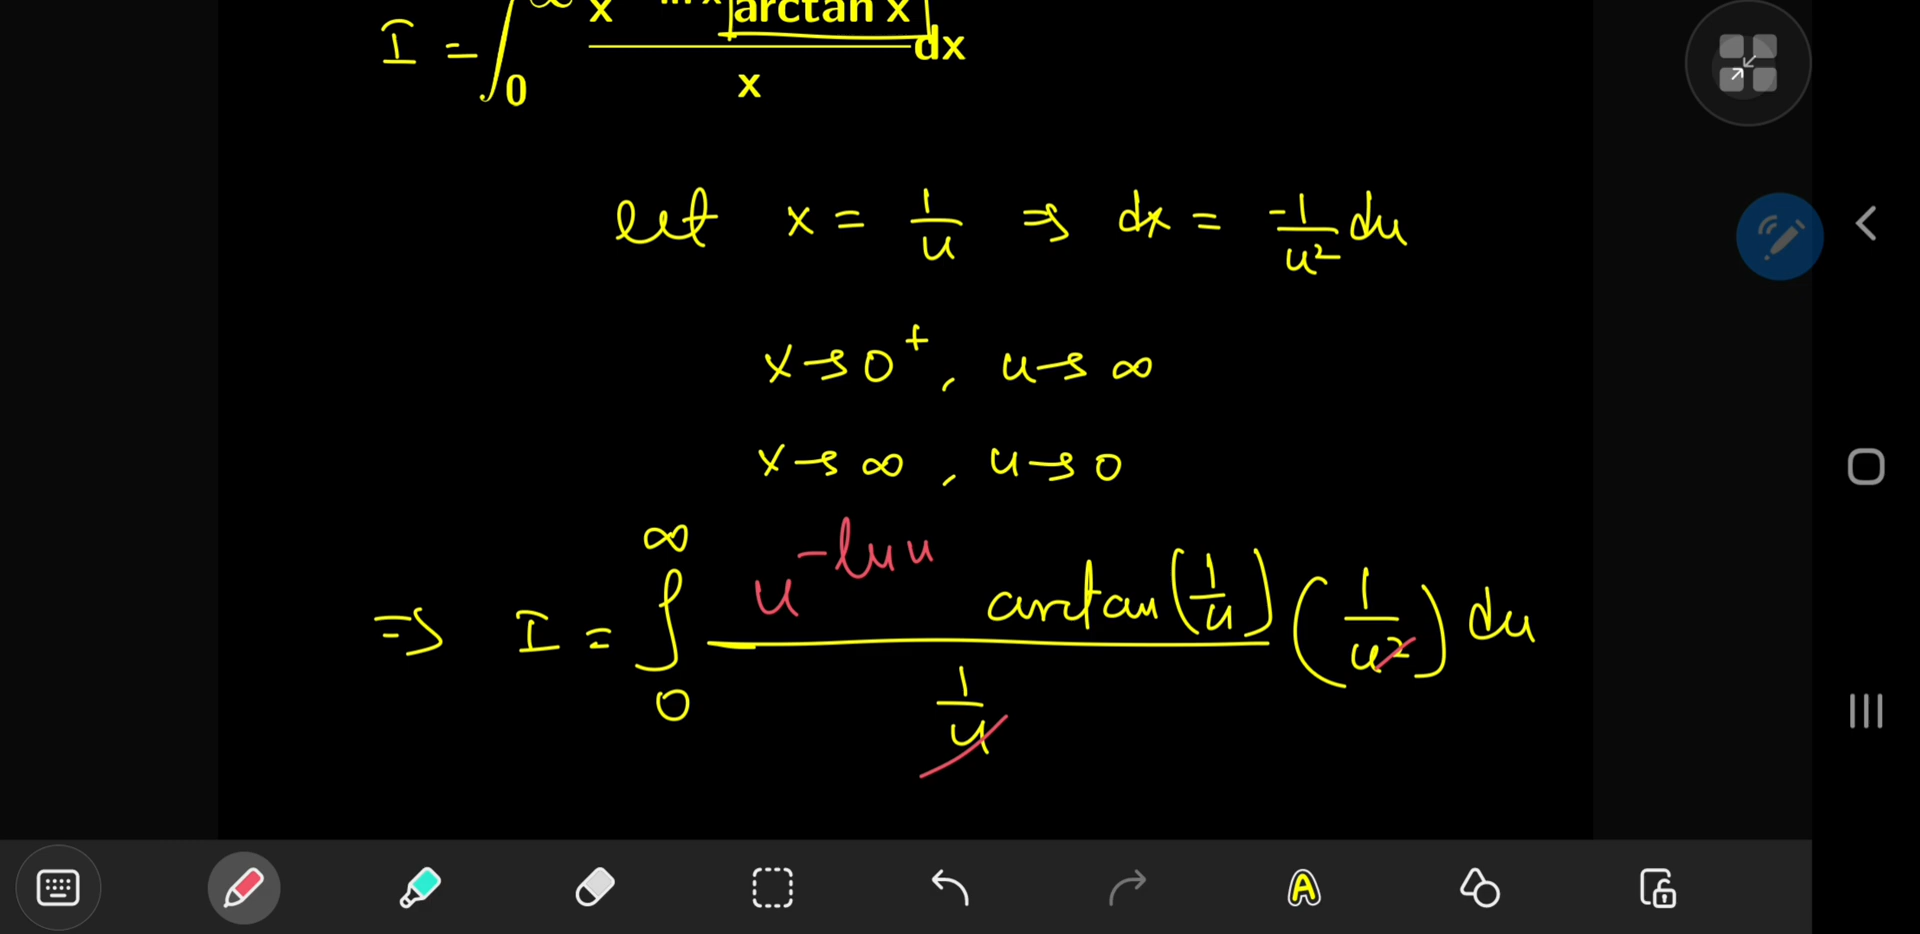 I = ∫₀^∞ x^(-ln x) arctan x / x dx
let x = 1/u ⇒ dx = -1/u² du
x → 0⁺, u → ∞
x → ∞, u → 0
⇒ I = ∫₀^∞ u^(-ln u) arctan(1/u) / (1/u) (1/u²) du
A